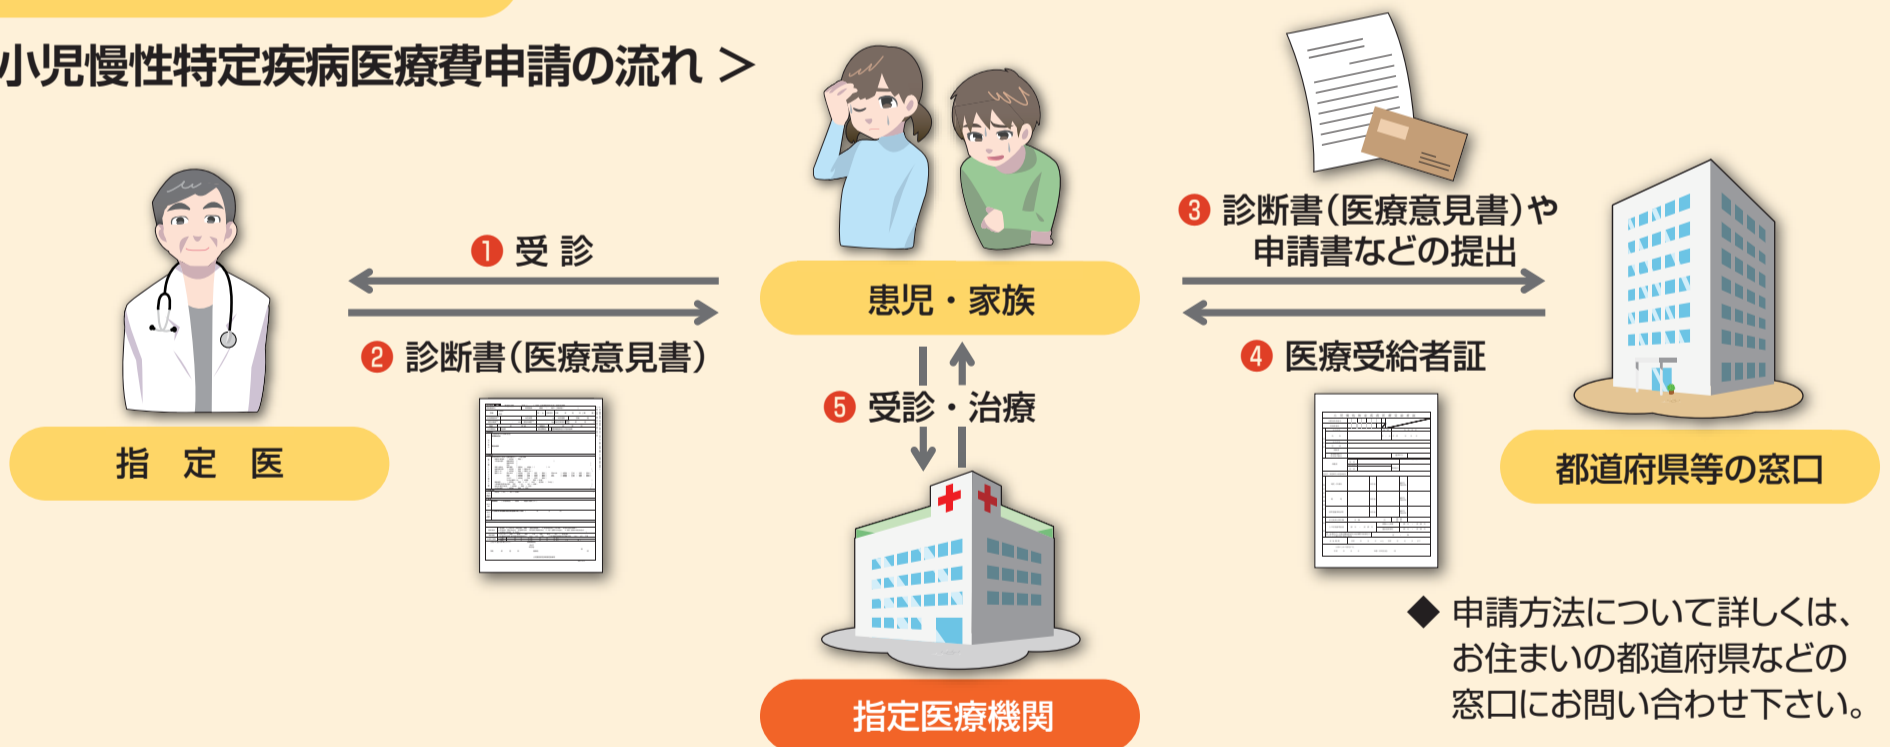 小児慢性特定疾病医療費申請の流れ ＞
❶ 受 診
❷ 診断書(医療意見書)
❸ 診断書(医療意見書)や
申請書などの提出
❹ 医療受給者証
患児・家族
❺ 受診・治療
指 定 医
都道府県等の窓口
指定医療機関
◆ 申請方法について詳しくは、
お住まいの都道府県などの
窓口にお問い合わせ下さい。